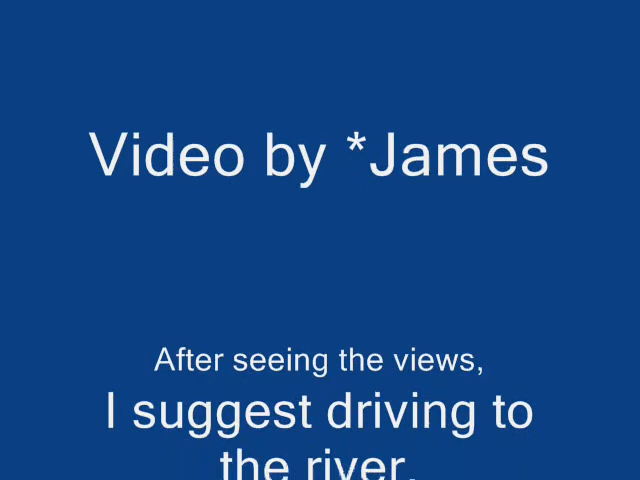 Video by *James
After seeing the views,
I suggest driving to
the river.